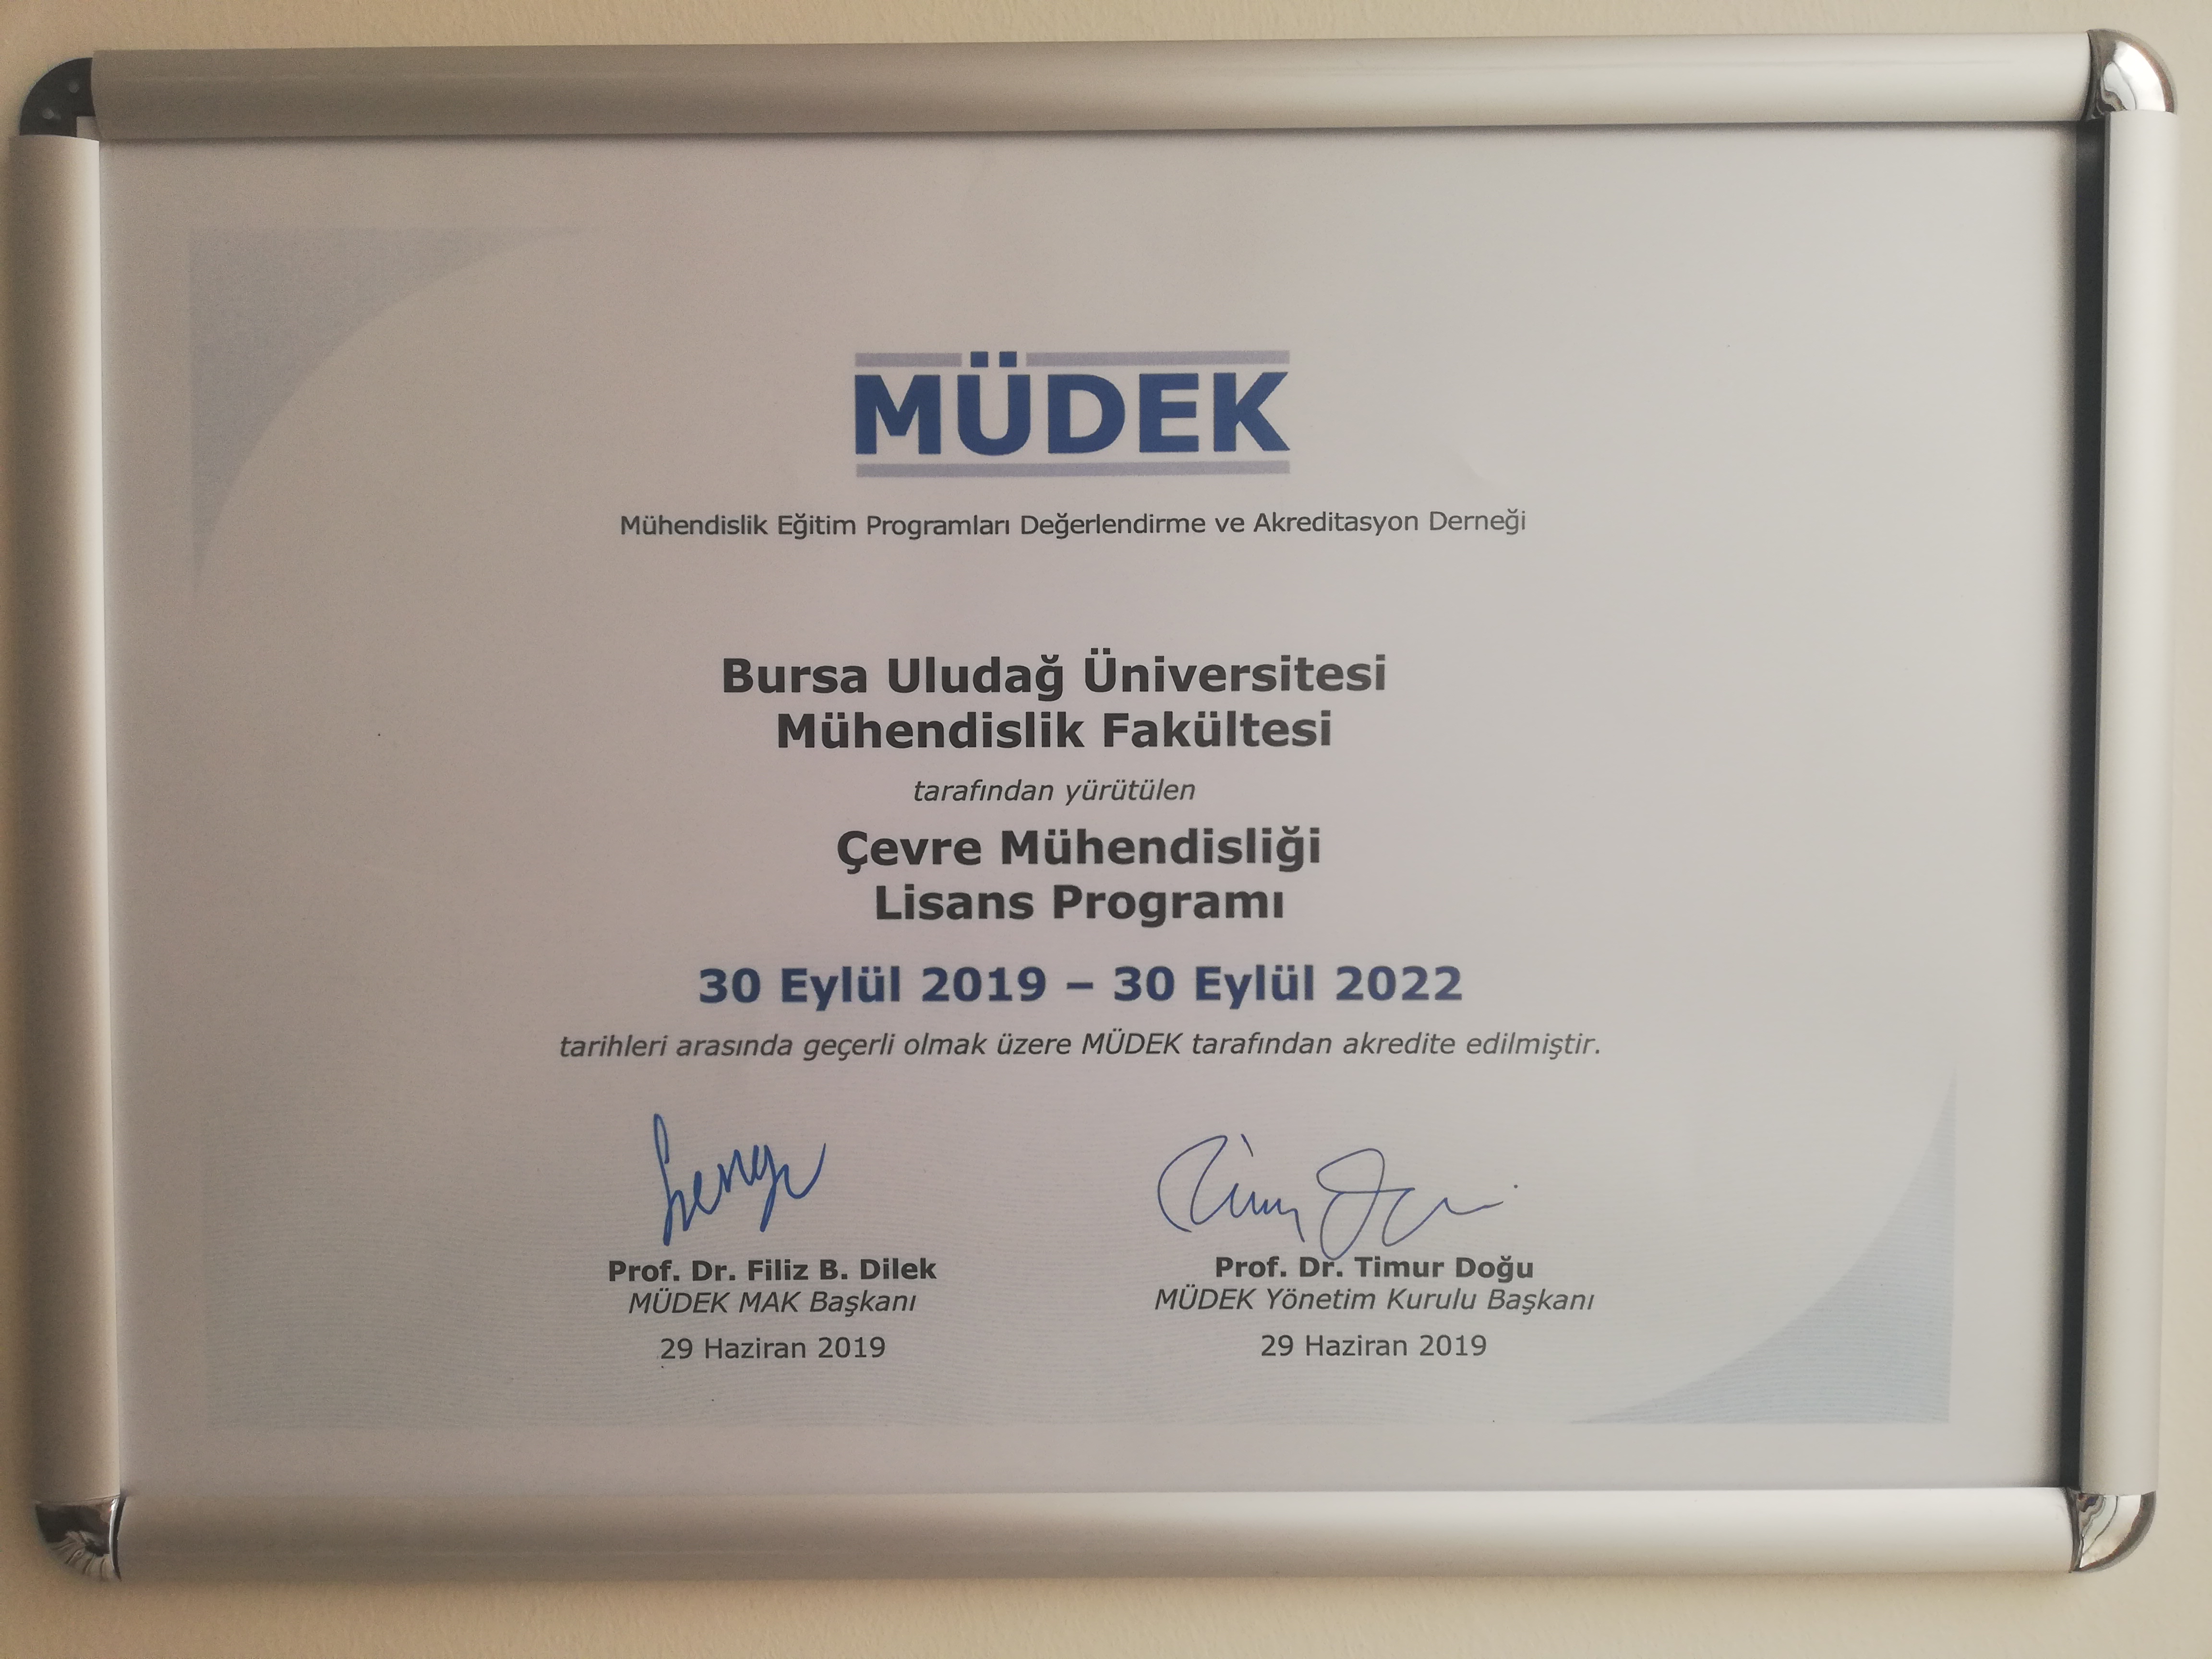 MÜDEK
Mühendislik Eğitim Programları Değerlendirme ve Akreditasyon Derneği
Bursa Uludağ Üniversitesi
Mühendislik Fakültesi
tarafından yürütülen
Çevre Mühendisliği
Lisans Programı
30 Eylül 2019 – 30 Eylül 2022
tarihleri arasında geçerli olmak üzere MÜDEK tarafından akredite edilmiştir.
Prof. Dr. Filiz B. Dilek
MÜDEK MAK Başkanı
29 Haziran 2019
Prof. Dr. Timur Doğu
MÜDEK Yönetim Kurulu Başkanı
29 Haziran 2019